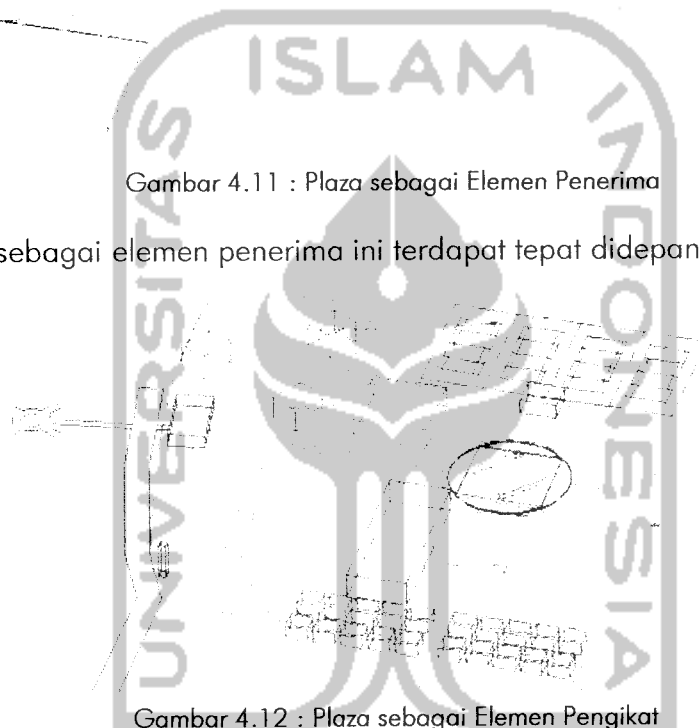 ISLAM
UNIVERSITAS
INDONESIA
Gambar 4.11 : Plaza sebagai Elemen Penerima
sebagai elemen penerima ini terdapat tepat didepan
Gambar 4.12 : Plaza sebagai Elemen Pengikat